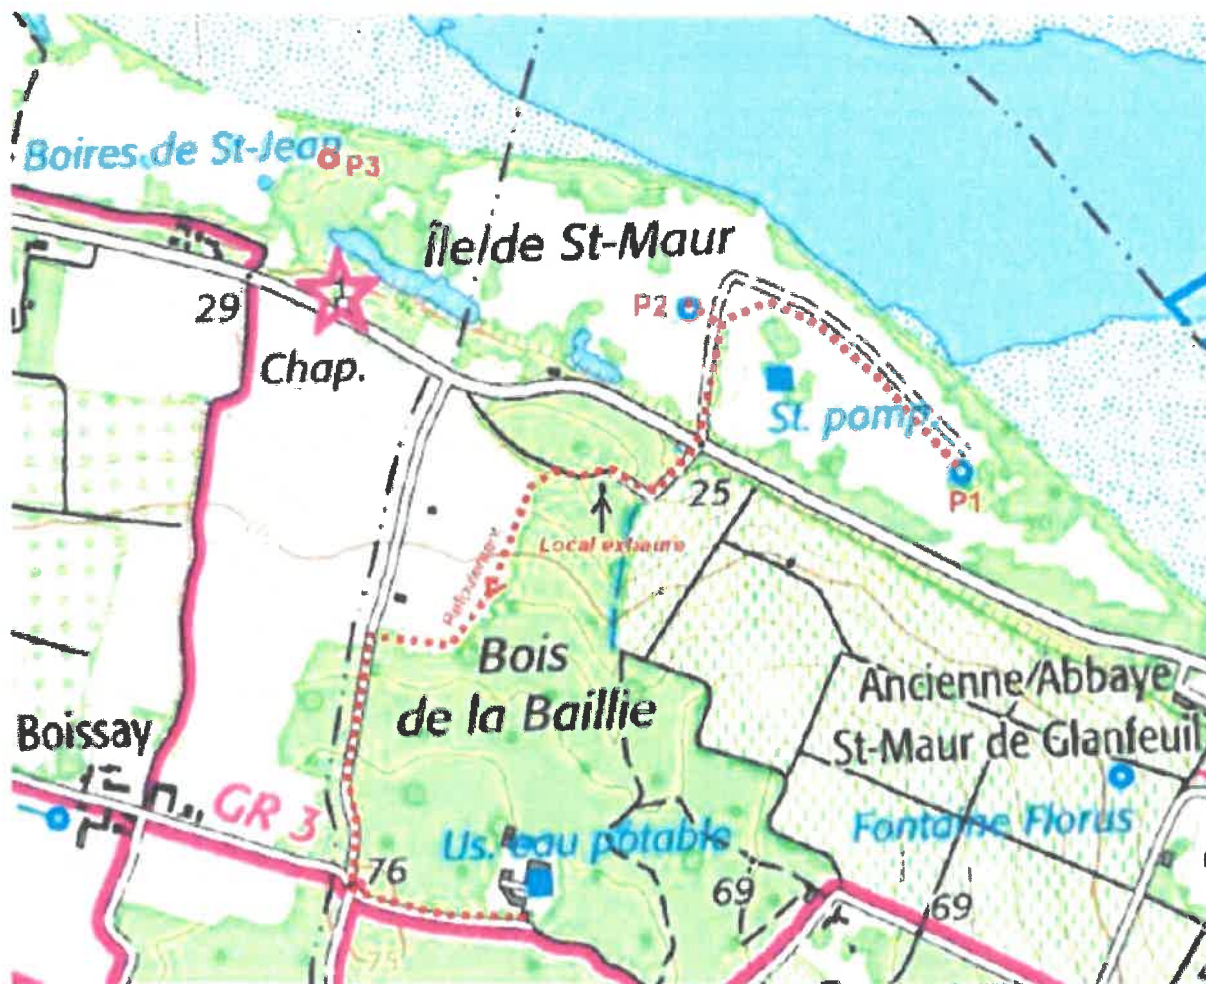 Boires de St-Jean
P3
Île de St-Maur
29
P2
Chap.
St. pomp.
25
P1
Local exhaure
Refoulement
Bois
de la Baillie
Ancienne Abbaye
St-Maur de Glanfeuil
Boissay
GR 3
Us. eau potable
Fontaine Florus
76
69
69
75